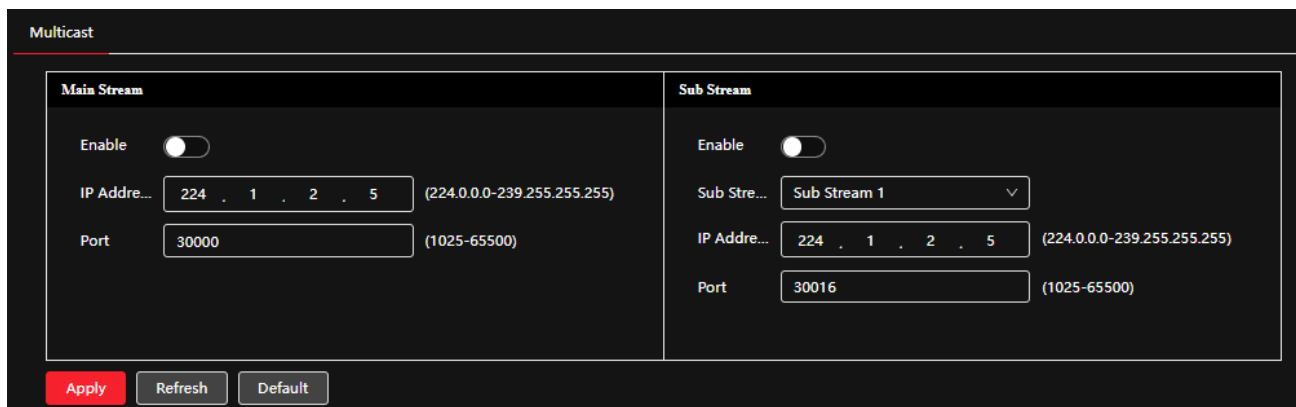 Multicast
Main Stream
Enable
IP Addre... 224 . 1 . 2 . 5 (224.0.0.0-239.255.255.255)
Port 30000 (1025-65500)
Sub Stream
Enable
Sub Stre... Sub Stream 1
IP Addre... 224 . 1 . 2 . 5 (224.0.0.0-239.255.255.255)
Port 30016 (1025-65500)
Apply Refresh Default